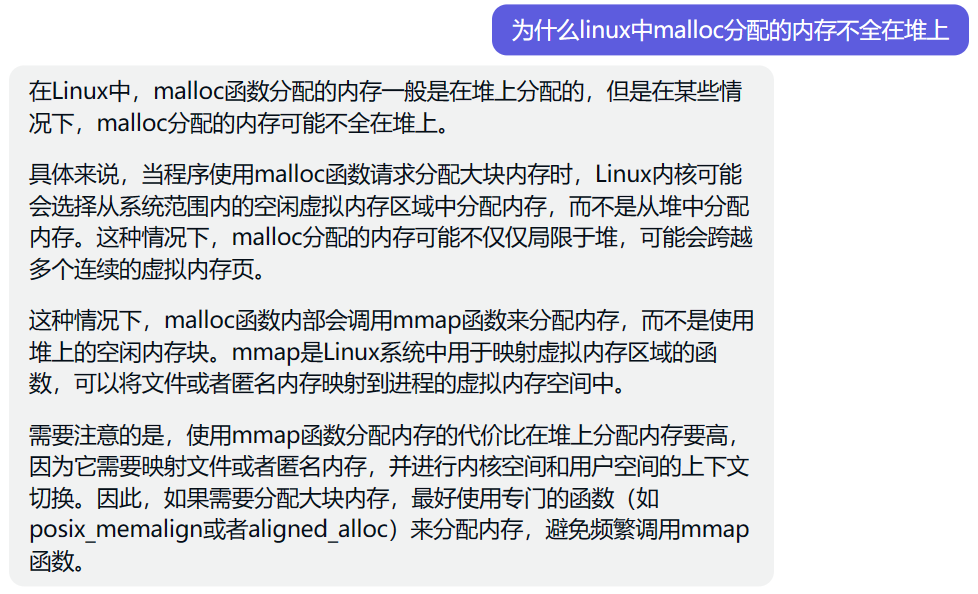 为什么linux中malloc分配的内存不全在堆上
在Linux中，malloc函数分配的内存一般是在堆上分配的，但是在某些情
况下，malloc分配的内存可能不全在堆上。
具体来说，当程序使用malloc函数请求分配大块内存时，Linux内核可能
会选择从系统范围内的空闲虚拟内存区域中分配内存，而不是从堆中分配
内存。这种情况下，malloc分配的内存可能不仅仅局限于堆，可能会跨越
多个连续的虚拟内存页。
这种情况下，malloc函数内部会调用mmap函数来分配内存，而不是使用
堆上的空闲内存块。mmap是Linux系统中用于映射虚拟内存区域的函
数，可以将文件或者匿名内存映射到进程的虚拟内存空间中。
需要注意的是，使用mmap函数分配内存的代价比在堆上分配内存要高，
因为它需要映射文件或者匿名内存，并进行内核空间和用户空间的上下文
切换。因此，如果需要分配大块内存，最好使用专门的函数（如
posix_memalign或者aligned_alloc）来分配内存，避免频繁调用mmap
函数。